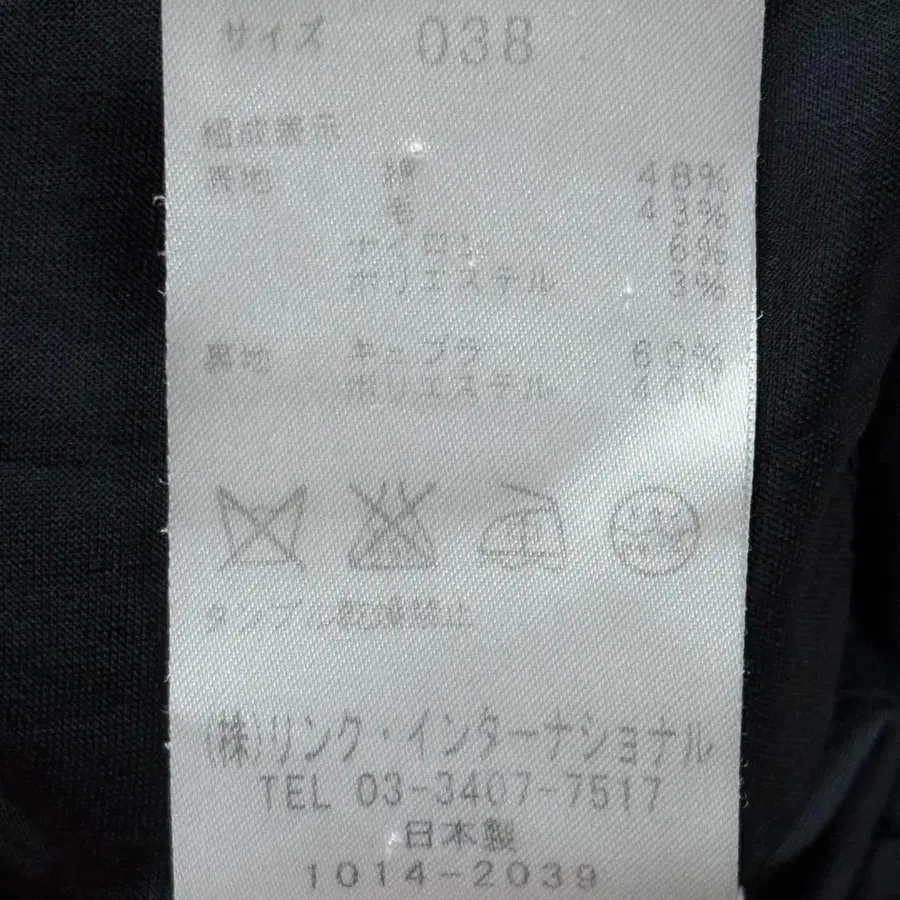 サイズ 038
組成表示
表地 綿 48%
毛 43%
ナイロン 6%
ポリエステル 3%
裏地 キュプラ 60%
ポリエステル 40%
中
タンブル乾燥禁止
(株)リンク・インターナショナル
TEL 03-3407-7517
日本製
1014-2039